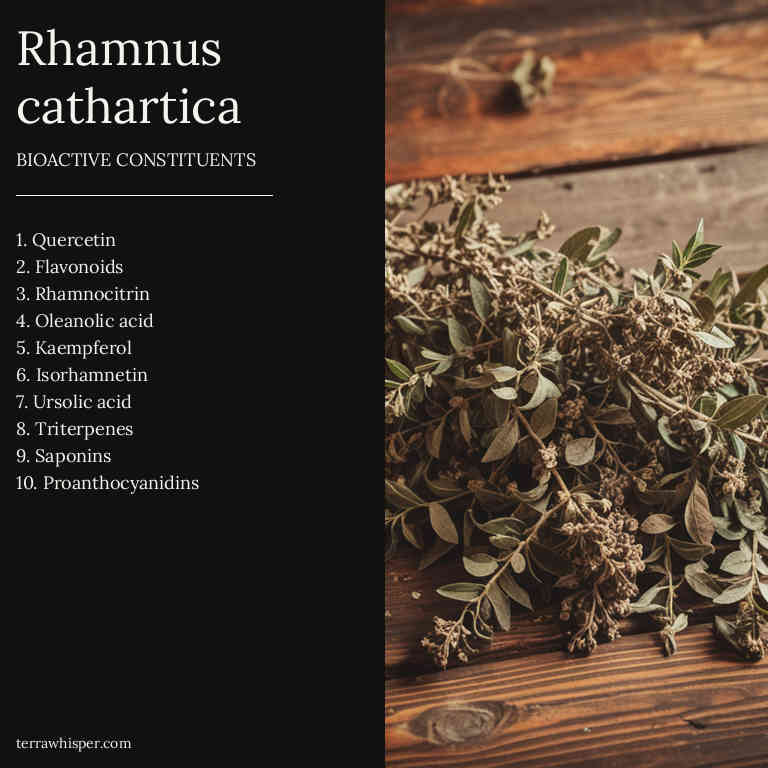 Rhamnus
cathartica
BIOACTIVE CONSTITUENTS
1. Quercetin
2. Flavonoids
3. Rhamnocitrin
4. Oleanolic acid
5. Kaempferol
6. Isorhamnetin
7. Ursolic acid
8. Triterpenes
9. Saponins
10. Proanthocyanidins
terrawhisper.com